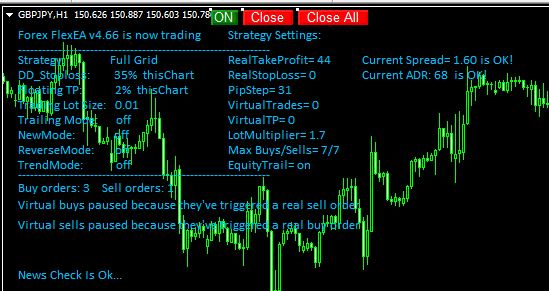 GBPJPY,H1 150.626 150.887 150.603 150.78
ON
Close
Close All
Forex FlexEA v4.66 is now trading
Strategy Settings:
Strategy: Full Grid
DD_Stoploss: 35% thisChart
Floating TP: 2% thisChart
Trading Lot Size: 0.01
Trailing Mode: off
NewMode: off
ReverseMode: off
TrendMode: off
RealTakeProfit= 44
RealStopLoss= 0
PipStep= 31
VirtualTrades= 0
VirtualTP= 0
LotMultiplier= 1.7
Max Buys/Sells= 7/7
EquityTrail= on
Current Spread= 1.60 is OK!
Current ADR: 68 is OK!
Buy orders: 3 Sell orders:
Virtual buys paused because they've triggered a real sell order
Virtual sells paused because they've triggered a real buy order
News Check Is Ok...